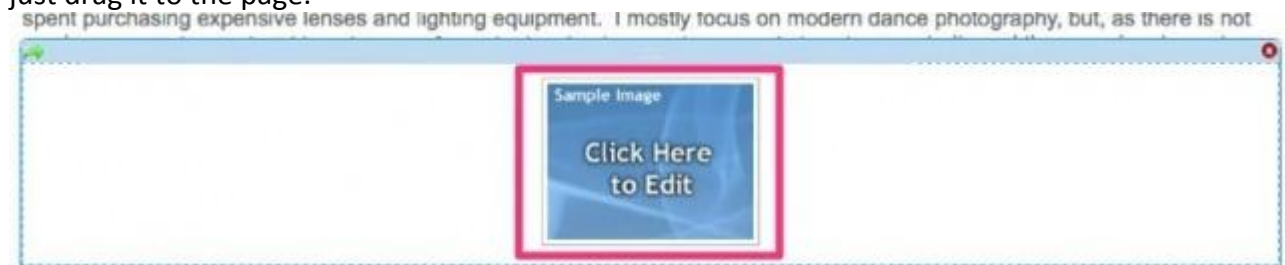 just drag it to the page.
spent purchasing expensive lenses and lighting equipment. I mostly focus on modern dance photography, but, as there is not
Sample Image
Click Here
to Edit